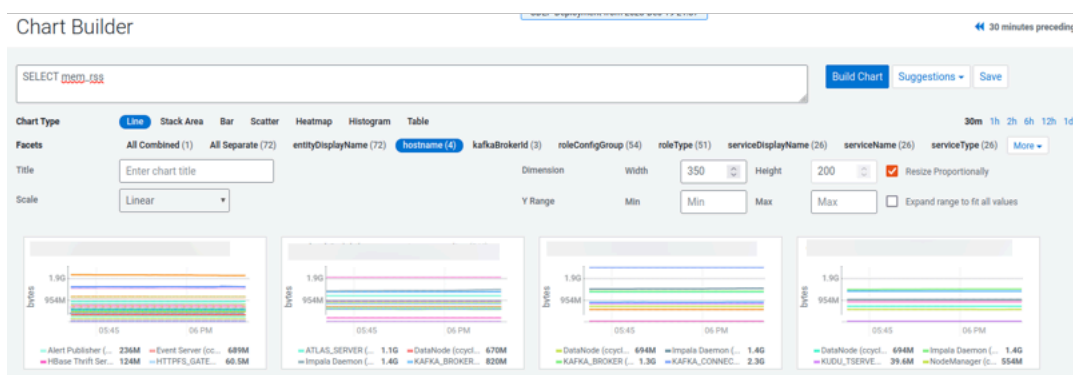 Chart Builder
30 minutes preceding
SELECT mem_rss
Build Chart Suggestions Save
Chart Type Line Stack Area Bar Scatter Heatmap Histogram Table 30m 1h 2h 6h 12h 1d
Facets All Combined (1) All Separate (72) entityDisplayName (72) hostname (4) kafkaBrokerId (3) roleConfigGroup (54) roleType (51) serviceDisplayName (26) serviceName (26) serviceType (26) More
Title Enter chart title Dimension Width 350 Height 200 Resize Proportionally
Scale Linear Y Range Min Min Max Max Expand range to fit all values
1.9G 1.9G 1.9G 1.9G
bytes 954M bytes 954M bytes 954M bytes 954M
05:45 06 PM 05:45 06 PM 05:45 06 PM 05:45 06 PM
Alert Publisher (... 236M Event Server (cc... 689M ATLAS_SERVER (... 1.1G DataNode (ccycl... 670M DataNode (ccycl... 694M Impala Daemon (... 1.4G DataNode (ccycl... 694M Impala Daemon (... 1.4G
HBase Thrift Ser... 124M HTTPFS_GATE... 60.5M Impala Daemon (... 1.4G KAFKA_BROKER... 820M KAFKA_BROKER (... 1.3G KAFKA_CONNEC... 2.3G KUDU_TSERVE... 39.6M NodeManager (c... 554M